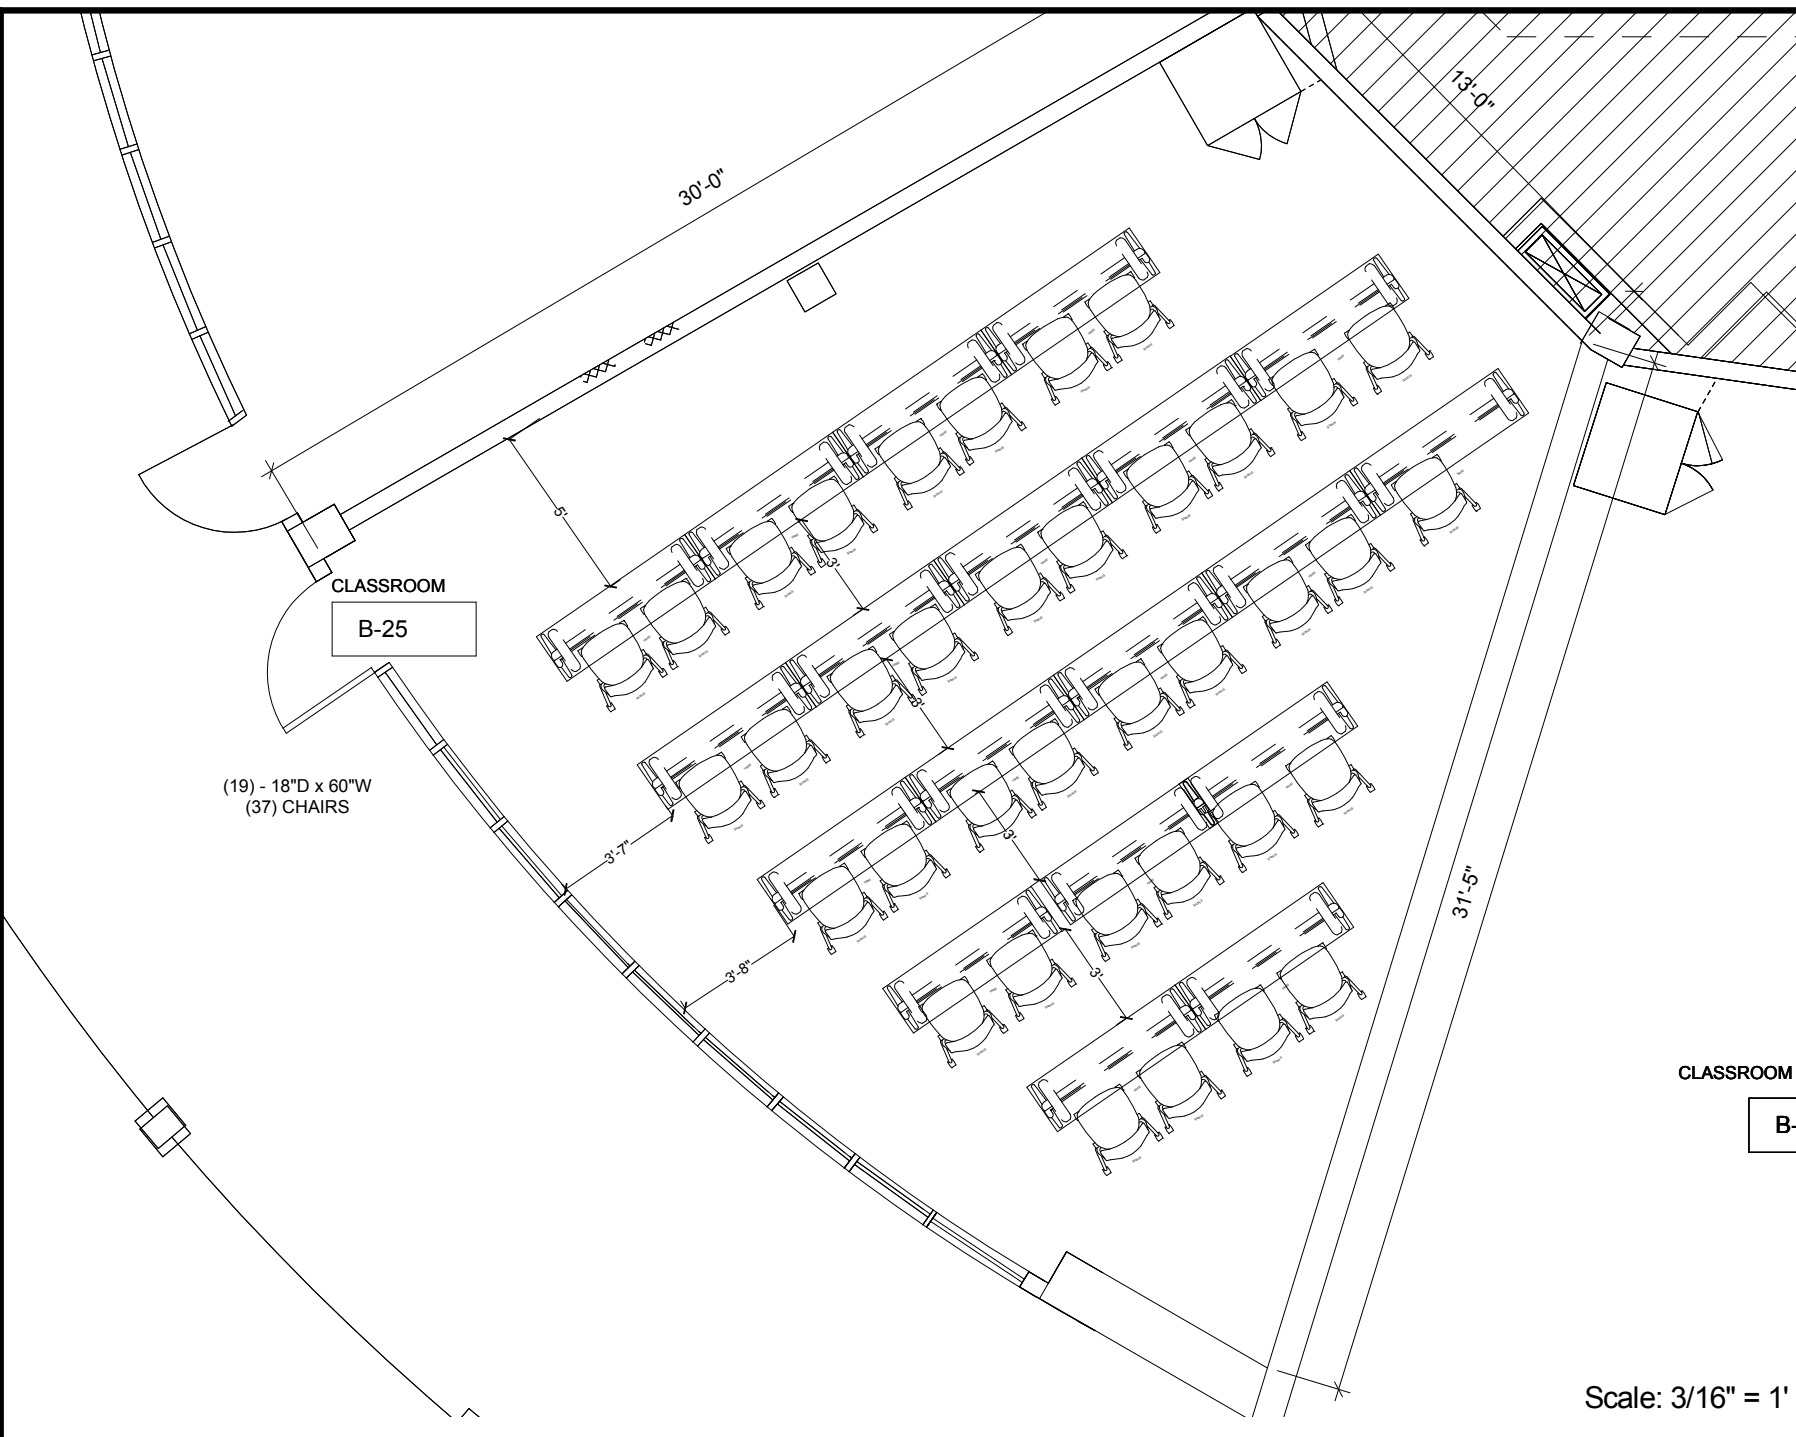 13'-0"
30'-0"
5'
3'
CLASSROOM
B-25
3'
(19) - 18"D x 60"W
(37) CHAIRS
3'-7"
3'
31'-5"
3'-8"
3'
CLASSROOM
B-
Scale: 3/16" = 1'